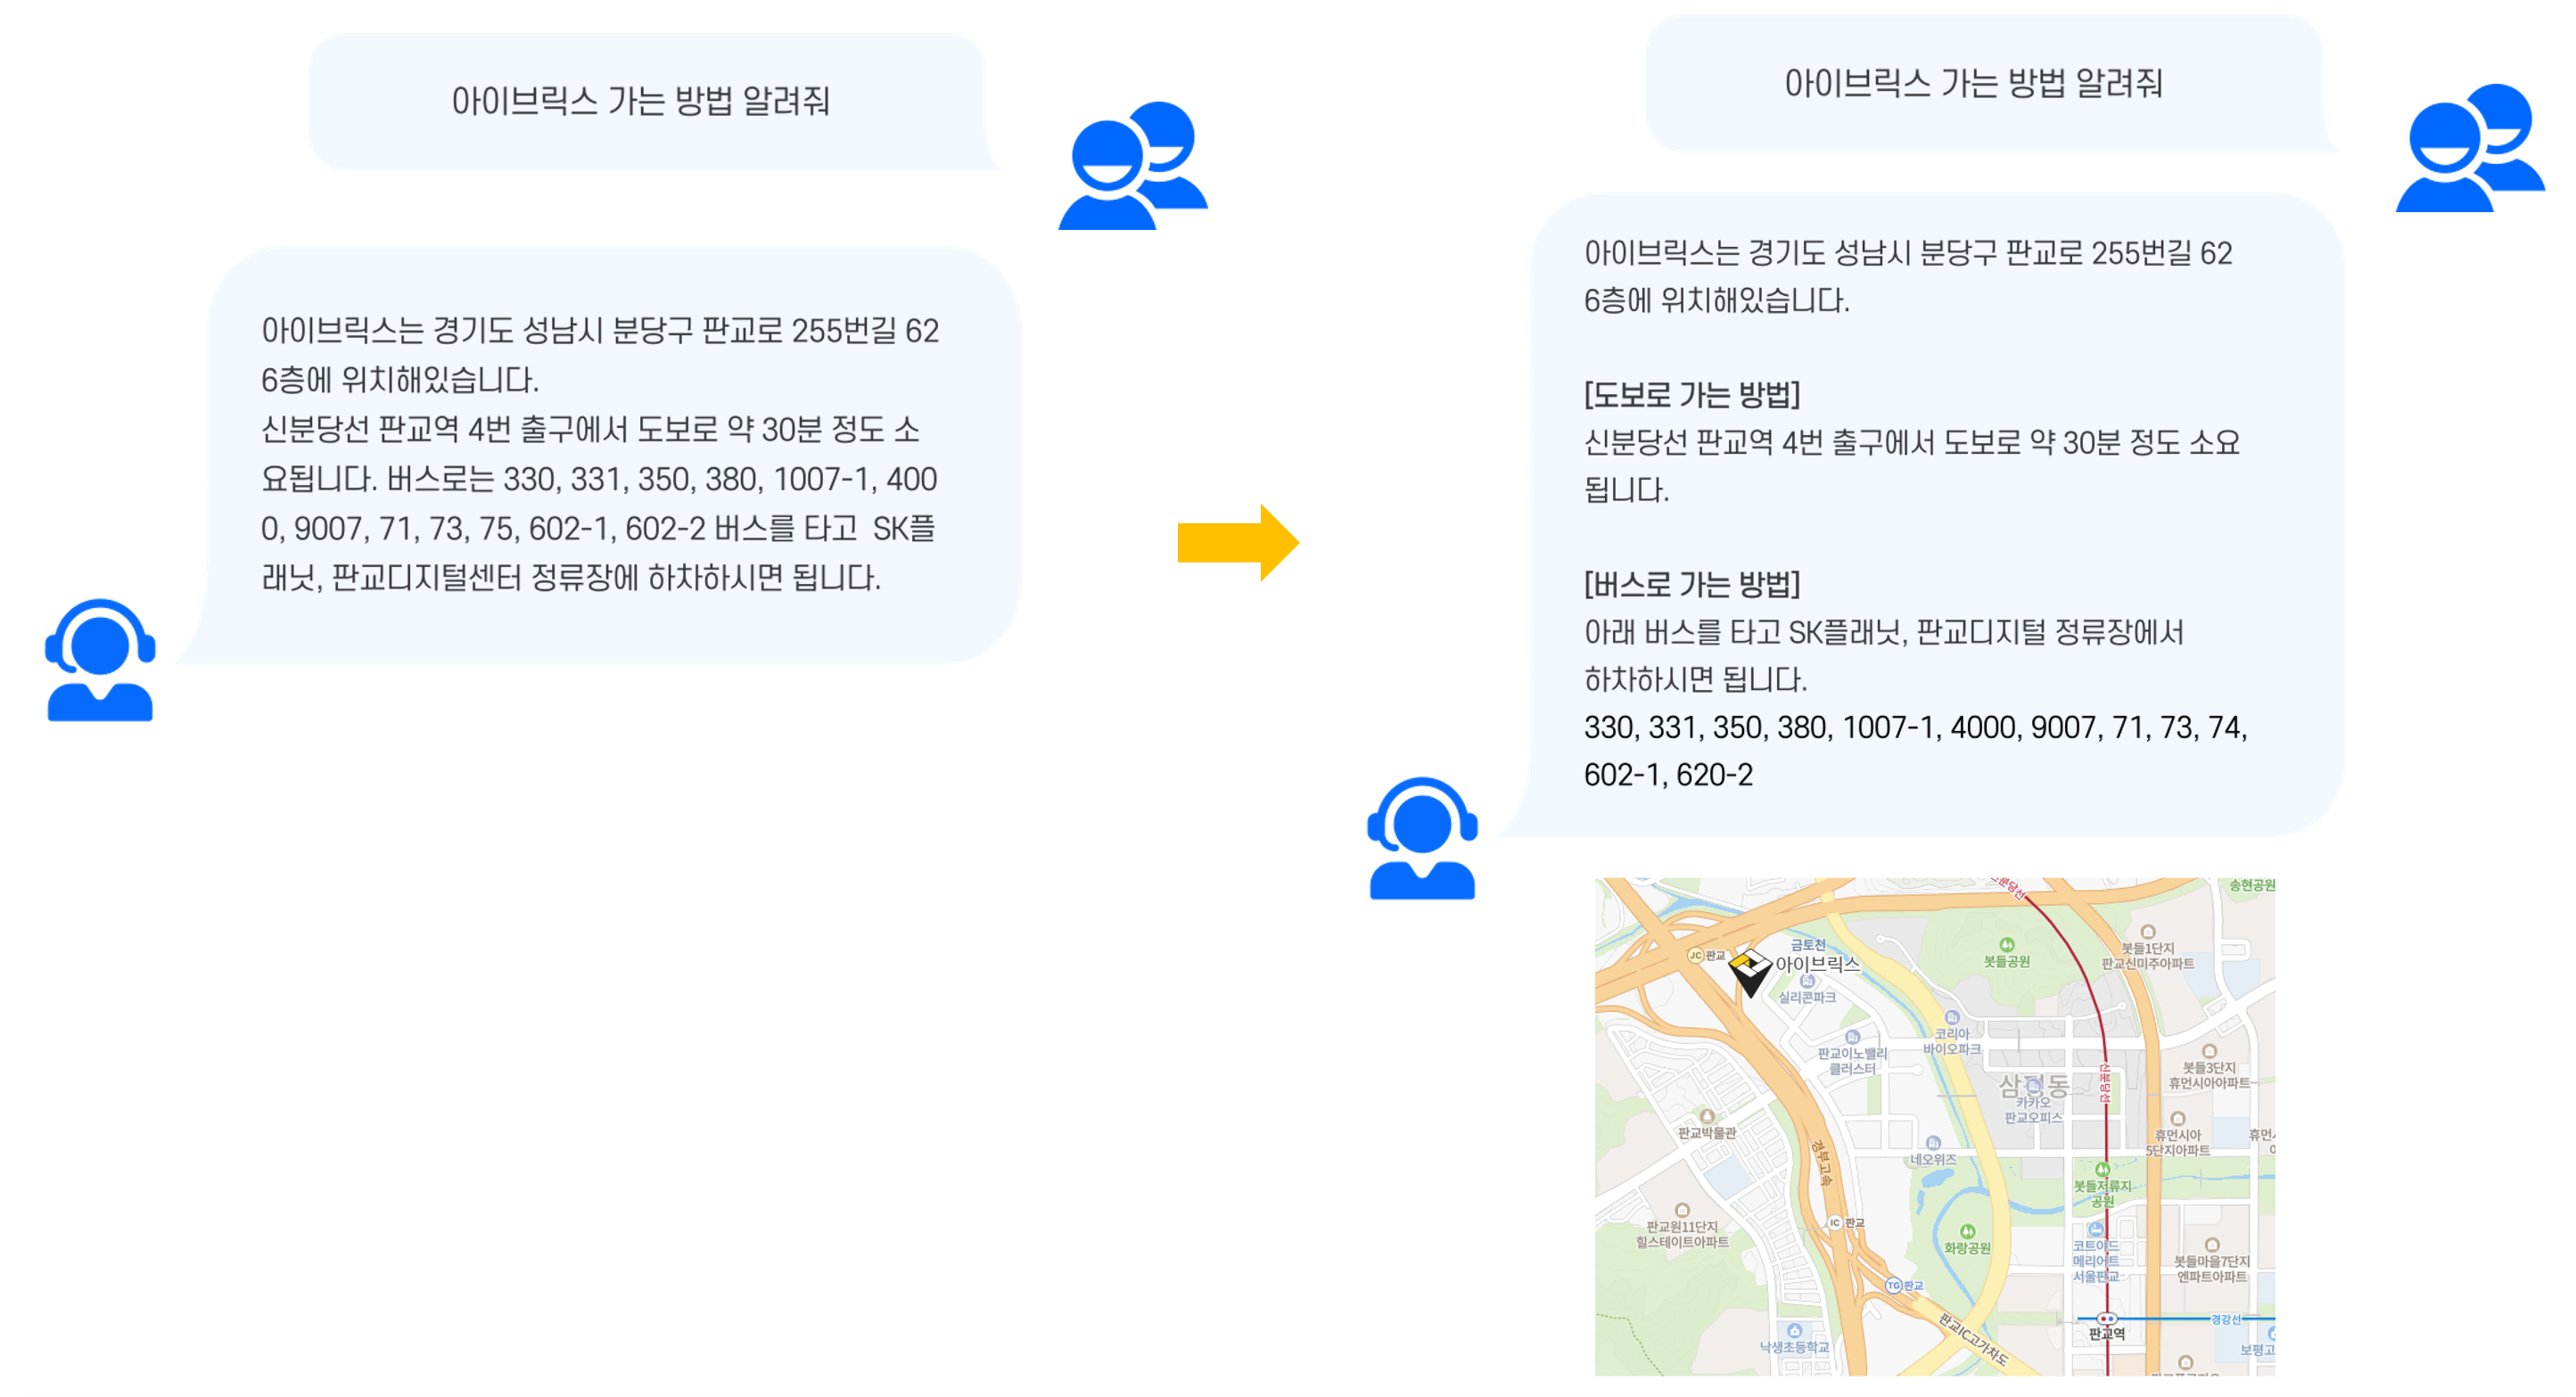 아이브릭스 가는 방법 알려줘
아이브릭스는 경기도 성남시 분당구 판교로 255번길 62
6층에 위치해있습니다.
신분당선 판교역 4번 출구에서 도보로 약 30분 정도 소
요됩니다. 버스로는 330, 331, 350, 380, 1007-1, 400
0, 9007, 71, 73, 75, 602-1, 602-2 버스를 타고  SK플
래닛, 판교디지털센터 정류장에 하차하시면 됩니다.
아이브릭스 가는 방법 알려줘
아이브릭스는 경기도 성남시 분당구 판교로 255번길 62
6층에 위치해있습니다.
[도보로 가는 방법]
신분당선 판교역 4번 출구에서 도보로 약 30분 정도 소요
됩니다.
[버스로 가는 방법]
아래 버스를 타고 SK플래닛, 판교디지털 정류장에서
하차하시면 됩니다.
330, 331, 350, 380, 1007-1, 4000, 9007, 71, 73, 74,
602-1, 620-2
송현공원
금토천
JC 판교
아이브릭스
실리콘파크
봇들공원
봇들1단지
판교신미주아파트
코리아
바이오파크
판교이노밸리
클러스터
삼평동
카카오
판교오피스
신분당선
봇들3단지
휴먼시아아파트
판교박물관
경부고속
네오위즈
휴먼시아
5단지아파트
봇들저류지
공원
판교원11단지
힐스테이트아파트
IC 판교
화랑공원
코트야드
메리어트
서울판교
봇들마을7단지
엔파트아파트
TG 판교
판교IC고가차도
낙생초등학교
판교역
경강선